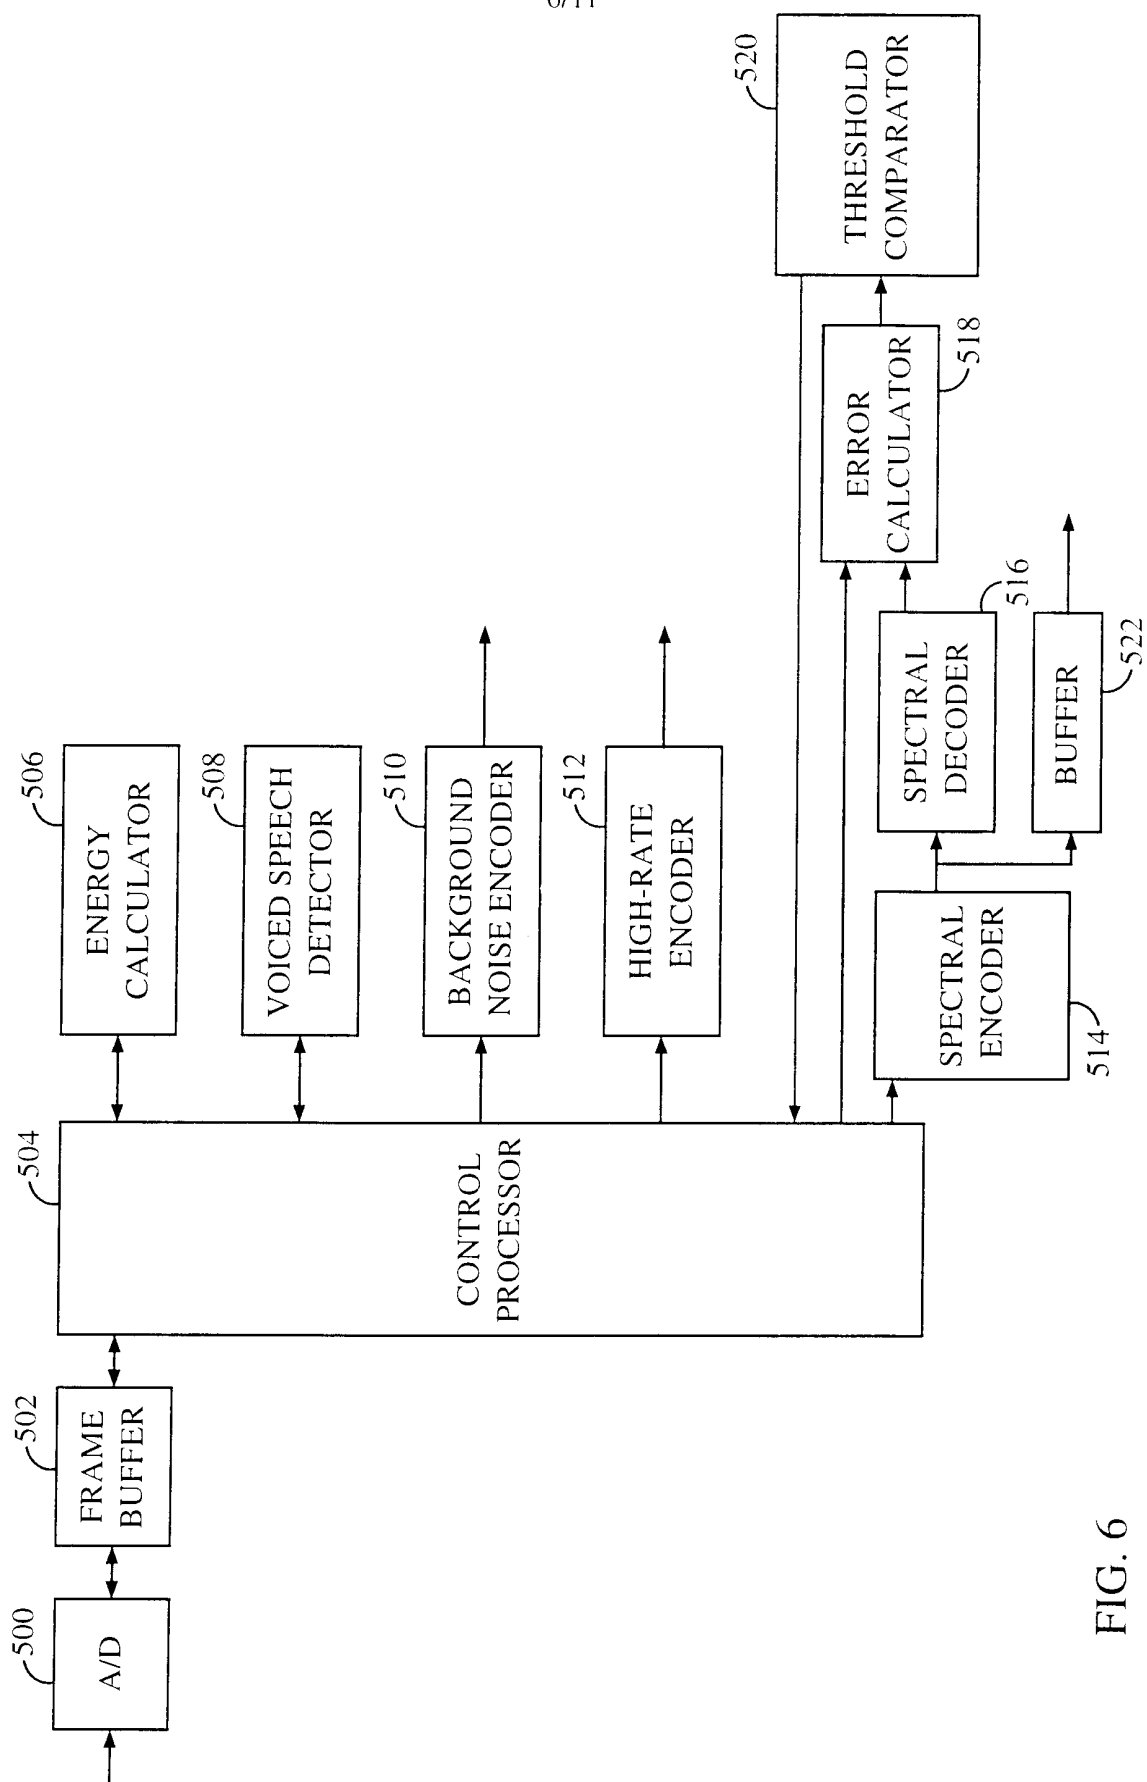 6/11
500
A/D
502
FRAME
BUFFER
504
CONTROL
PROCESSOR
506
ENERGY
CALCULATOR
508
VOICED SPEECH
DETECTOR
510
BACKGROUND
NOISE ENCODER
512
HIGH-RATE
ENCODER
SPECTRAL
ENCODER
514
SPECTRAL
DECODER
516
BUFFER
522
ERROR
CALCULATOR
518
520
THRESHOLD
COMPARATOR
FIG. 6